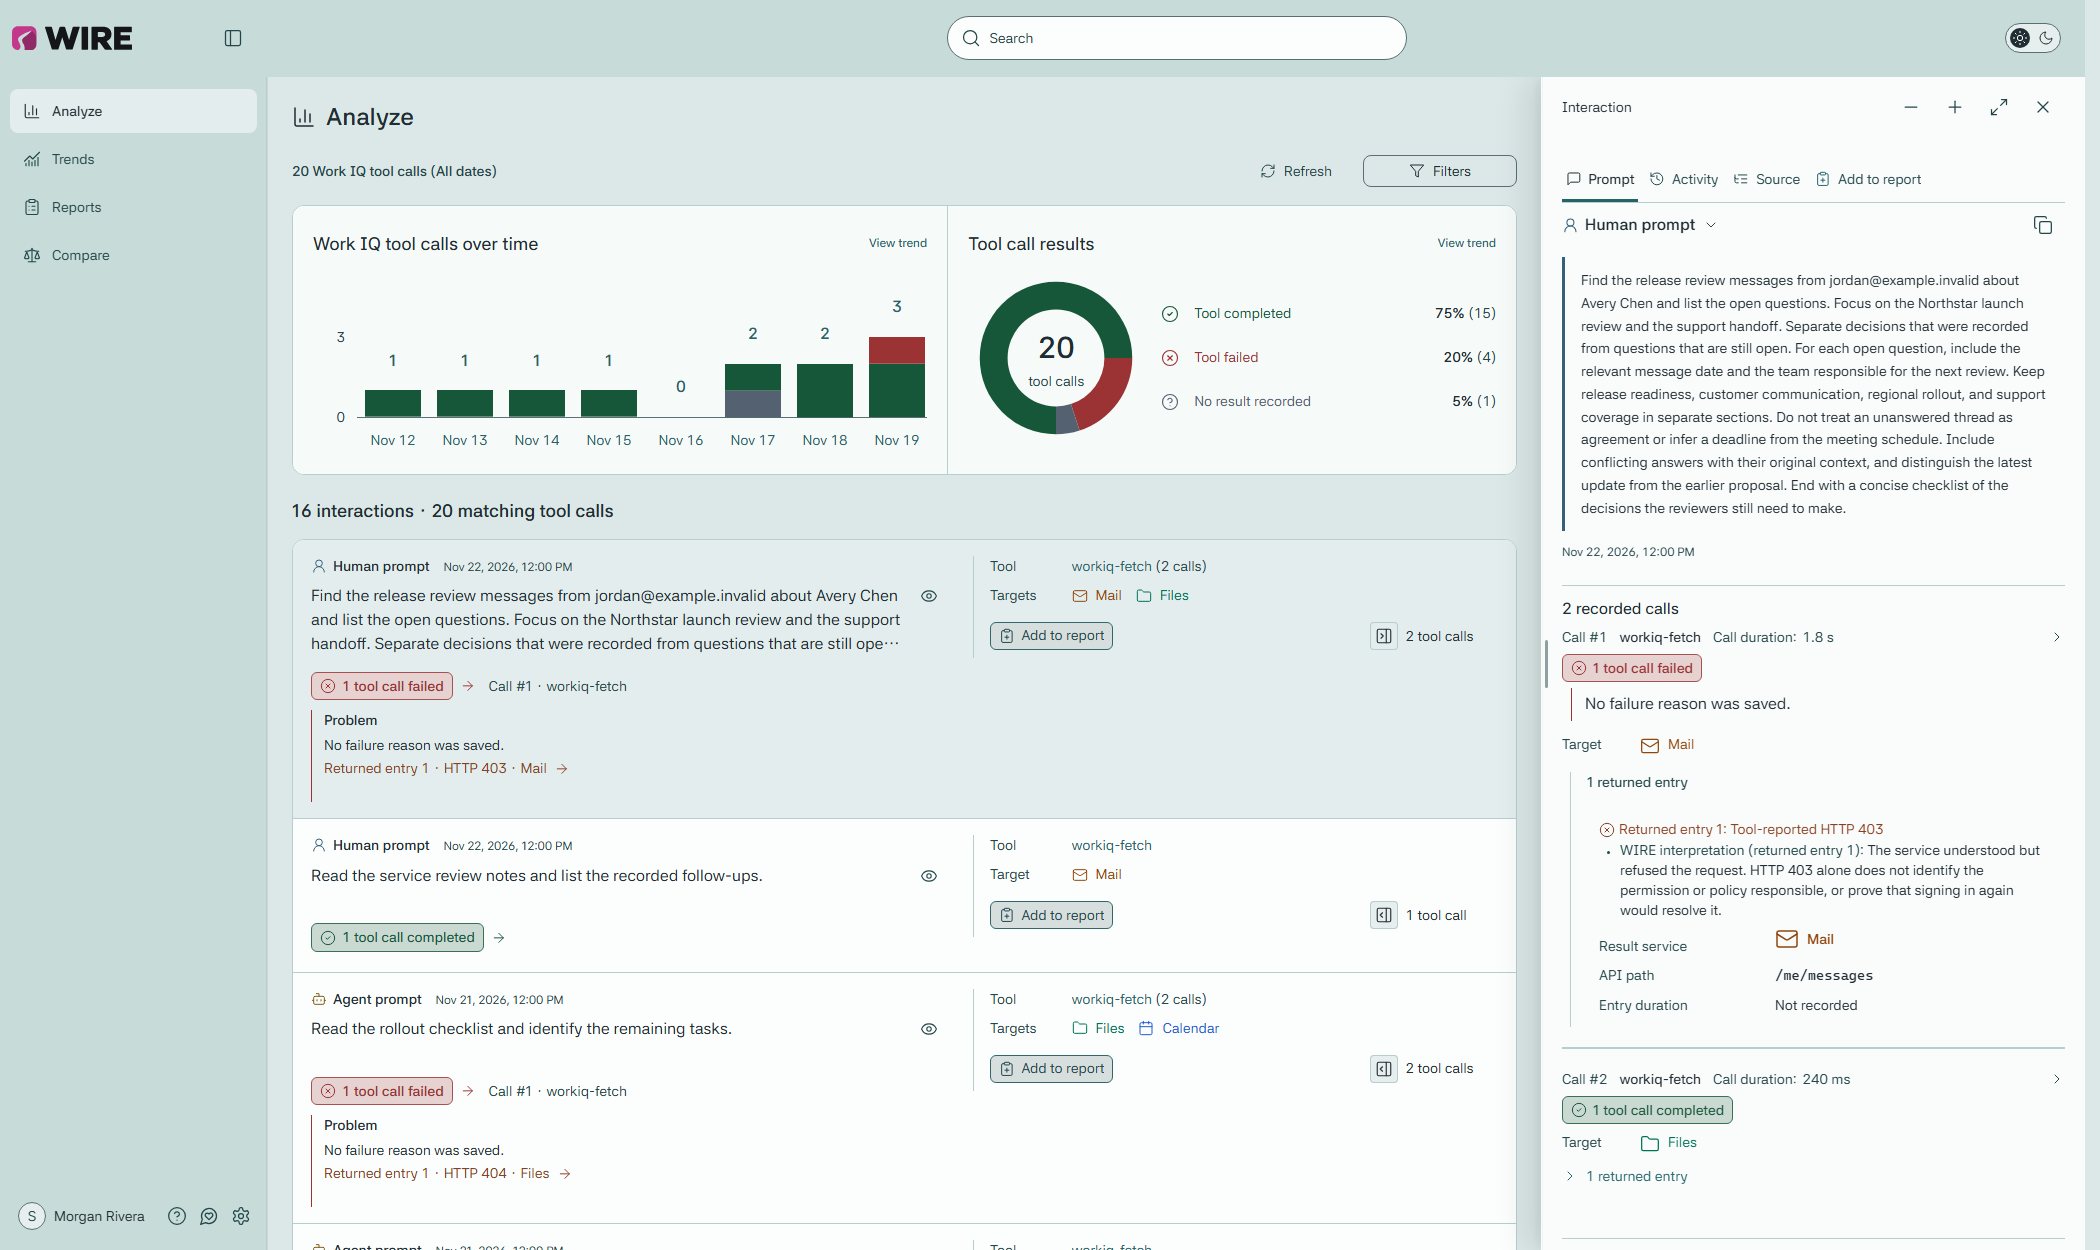 WIRE
Search
Analyze
Trends
Reports
Compare
Morgan Rivera
S
Analyze
20 Work IQ tool calls (All dates)
Refresh
Filters
Work IQ tool calls over time
View trend
3
0
1
1
1
1
0
2
2
3
Nov 12
Nov 13
Nov 14
Nov 15
Nov 16
Nov 17
Nov 18
Nov 19
Tool call results
View trend
20
tool calls
Tool completed 75% (15)
Tool failed 20% (4)
No result recorded 5% (1)
16 interactions · 20 matching tool calls
Human prompt Nov 22, 2026, 12:00 PM
Find the release review messages from jordan@example.invalid about Avery Chen
and list the open questions. Focus on the Northstar launch review and the support
handoff. Separate decisions that were recorded from questions that are still ope···
1 tool call failed → Call #1 · workiq-fetch
Problem
No failure reason was saved.
Returned entry 1 · HTTP 403 · Mail →
Tool workiq-fetch (2 calls)
Targets Mail Files
Add to report
2 tool calls
Human prompt Nov 22, 2026, 12:00 PM
Read the service review notes and list the recorded follow-ups.
1 tool call completed →
Tool workiq-fetch
Target Mail
Add to report
1 tool call
Agent prompt Nov 21, 2026, 12:00 PM
Read the rollout checklist and identify the remaining tasks.
1 tool call failed → Call #1 · workiq-fetch
Problem
No failure reason was saved.
Returned entry 1 · HTTP 404 · Files →
Tool workiq-fetch (2 calls)
Targets Files Calendar
Add to report
2 tool calls
Agent prompt Nov 21, 2026, 12:00 PM
Tool workiq-fetch
Interaction
Prompt
Activity
Source
Add to report
Human prompt
Find the release review messages from jordan@example.invalid about
Avery Chen and list the open questions. Focus on the Northstar launch
review and the support handoff. Separate decisions that were recorded
from questions that are still open. For each open question, include the
relevant message date and the team responsible for the next review. Keep
release readiness, customer communication, regional rollout, and support
coverage in separate sections. Do not treat an unanswered thread as
agreement or infer a deadline from the meeting schedule. Include
conflicting answers with their original context, and distinguish the latest
update from the earlier proposal. End with a concise checklist of the
decisions the reviewers still need to make.
Nov 22, 2026, 12:00 PM
2 recorded calls
Call #1 workiq-fetch Call duration: 1.8 s
1 tool call failed
No failure reason was saved.
Target Mail
1 returned entry
Returned entry 1: Tool-reported HTTP 403
• WIRE interpretation (returned entry 1): The service understood but
refused the request. HTTP 403 alone does not identify the
permission or policy responsible, or prove that signing in again
would resolve it.
Result service Mail
API path /me/messages
Entry duration Not recorded
Call #2 workiq-fetch Call duration: 240 ms
1 tool call completed
Target Files
1 returned entry